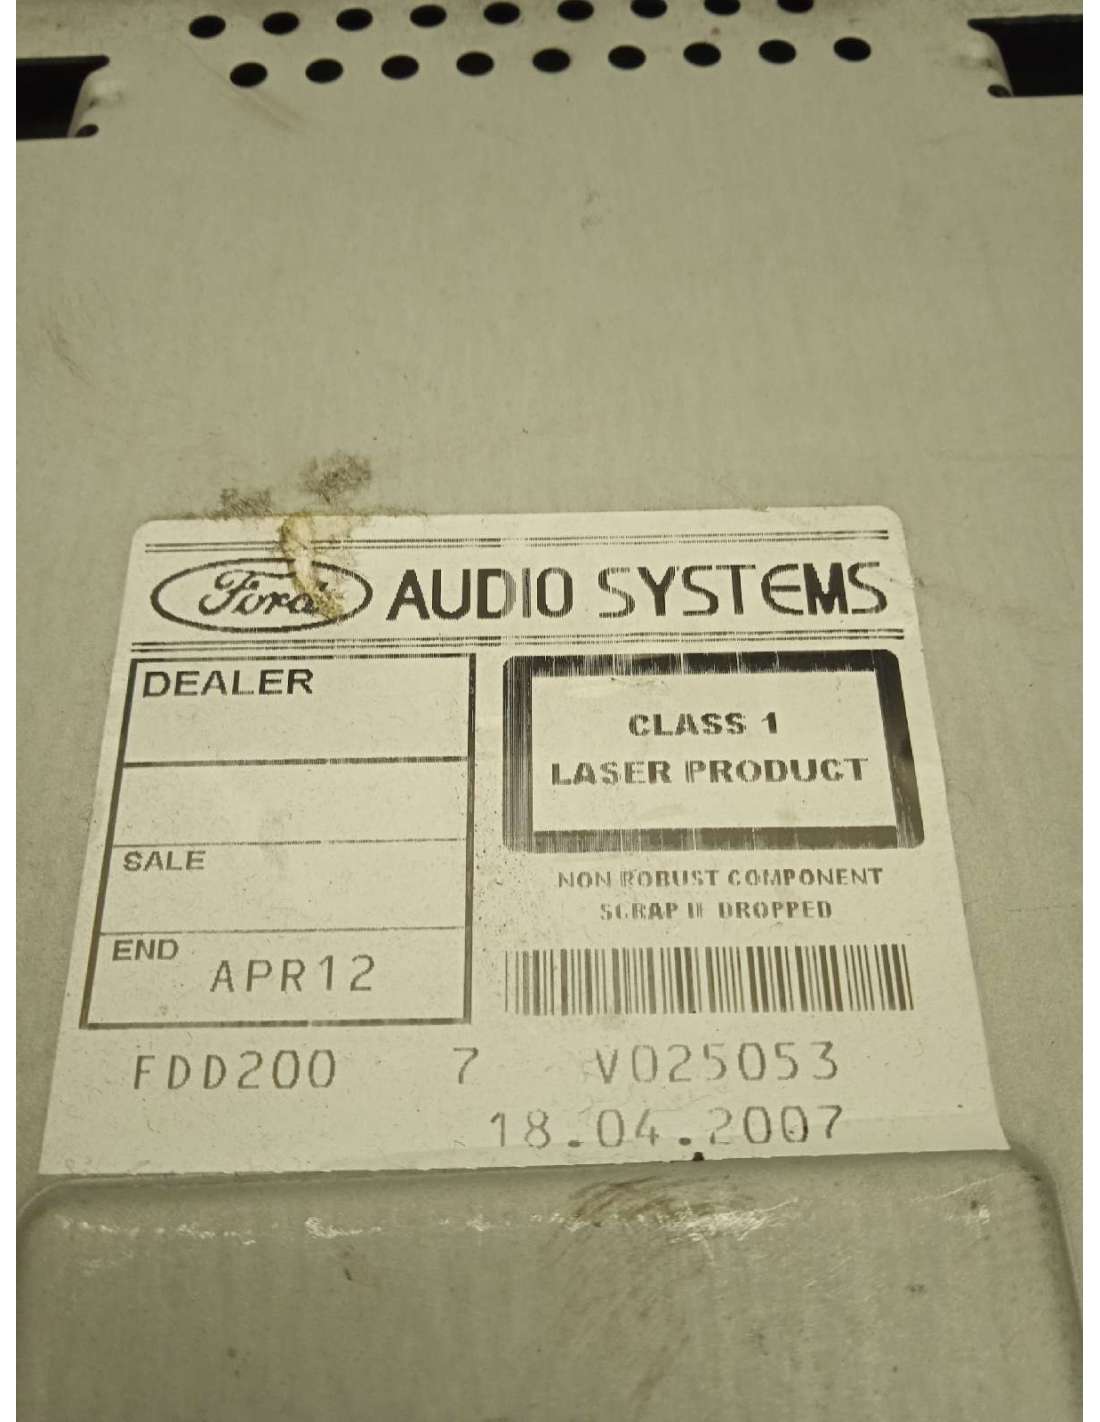 Ford AUDIO SYSTEMS
DEALER
SALE
END APR12
CLASS 1
LASER PRODUCT
NON ROBUST COMPONENT
SCRAP IF DROPPED
FDD200 7 V025053
18.04.2007